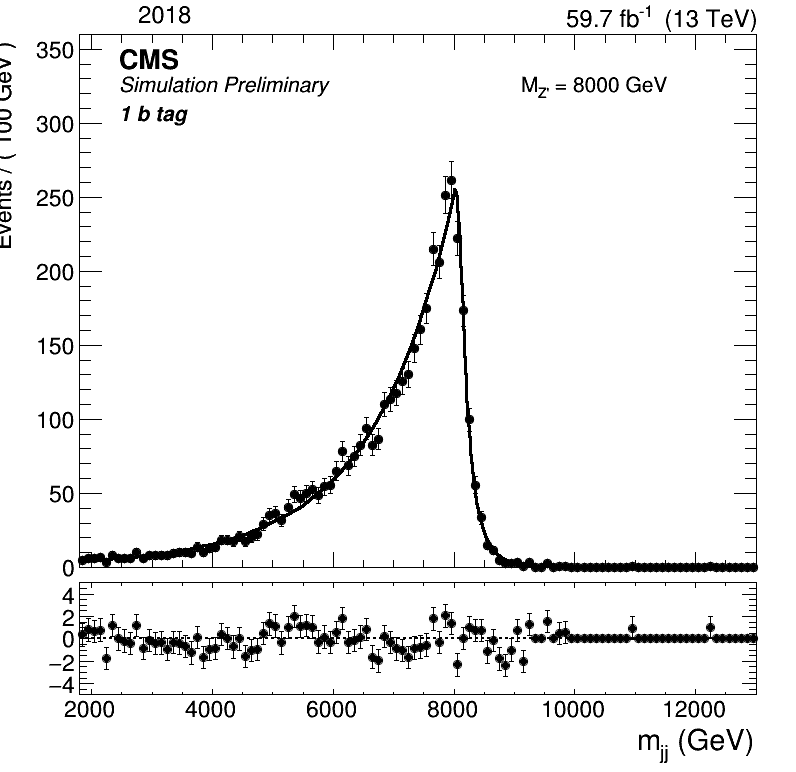 2018
59.7 fb⁻¹ (13 TeV)
CMS
Simulation Preliminary
1 b tag
M_Z' = 8000 GeV
Events / ( 100 GeV )
350
300
250
200
150
100
50
0
4
2
0
−2
−4
2000 4000 6000 8000 10000 12000
m_jj (GeV)